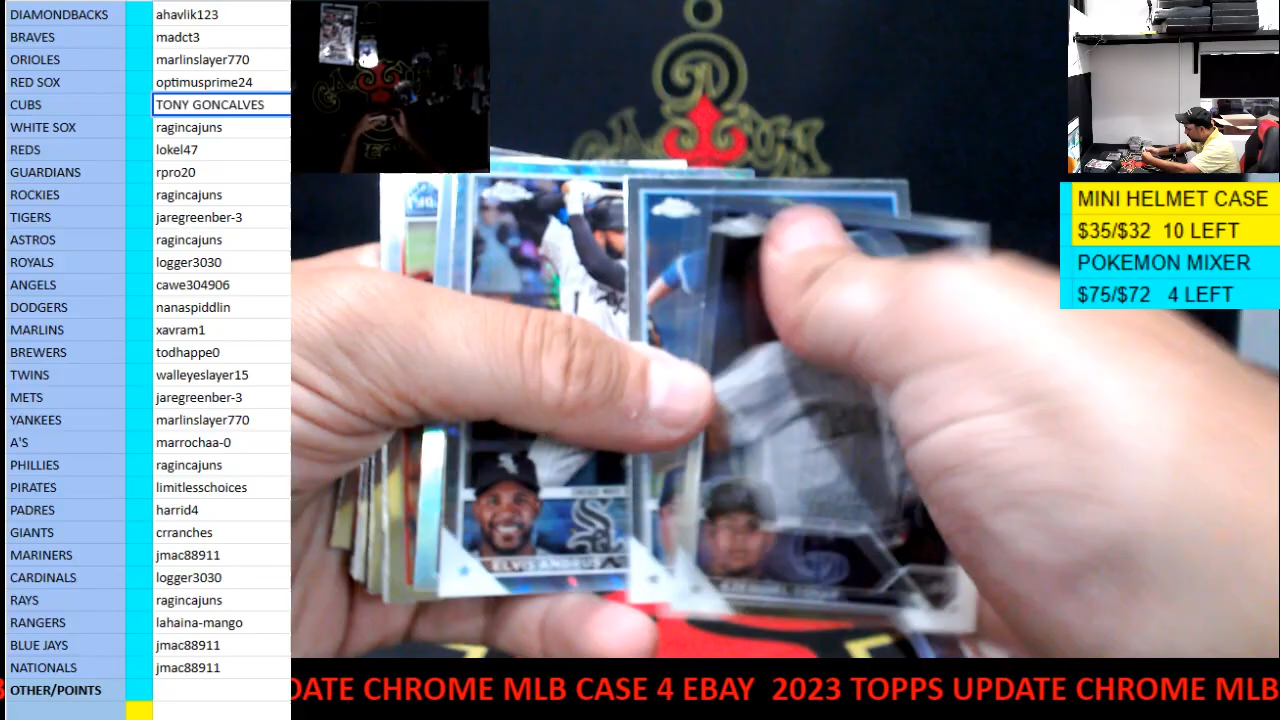 DIAMONDBACKS ahavlik123
BRAVES madct3
ORIOLES marlinslayer770
RED SOX optimusprime24
CUBS TONY GONCALVES
WHITE SOX ragincajuns
REDS lokel47
GUARDIANS rpro20
ROCKIES ragincajuns
TIGERS jaregreenber-3
ASTROS ragincajuns
ROYALS logger3030
ANGELS cawe304906
DODGERS nanaspiddlin
MARLINS xavram1
BREWERS todhappe0
TWINS walleyeslayer15
METS jaregreenber-3
YANKEES marlinslayer770
A'S marrochaa-0
PHILLIES ragincajuns
PIRATES limitlesschoices
PADRES harrid4
GIANTS crranches
MARINERS jmac88911
CARDINALS logger3030
RAYS ragincajuns
RANGERS lahaina-mango
BLUE JAYS jmac88911
NATIONALS jmac88911
OTHER/POINTS
MINI HELMET CASE
$35/$32 10 LEFT
POKEMON MIXER
$75/$72 4 LEFT
ELVIS ANDRUS
DATE CHROME MLB CASE 4 EBAY 2023 TOPPS UPDATE CHROME MLB